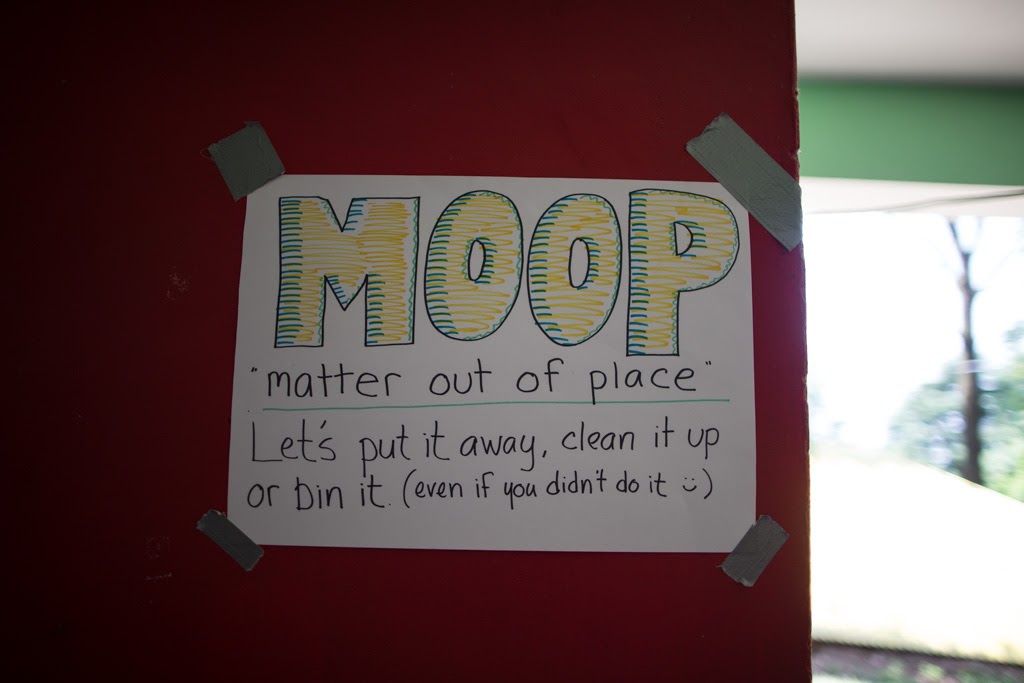 MOOP
"matter out of place"
Let's put it away, clean it up
or bin it. (even if you didn't do it :))